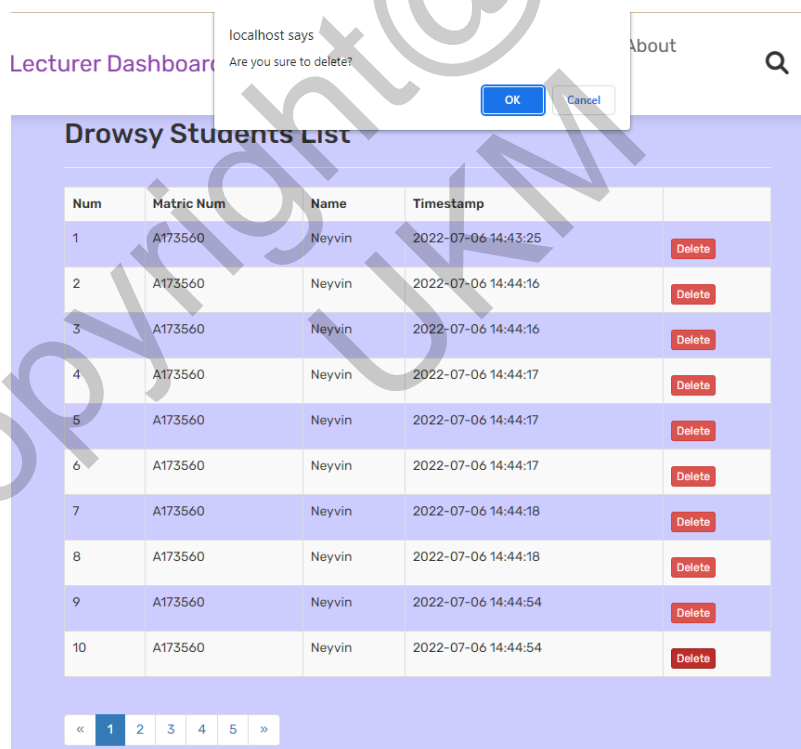 localhost says
Are you sure to delete?
OK Cancel
Lecturer Dashboard
About
Drowsy Students List
Num Matric Num Name Timestamp
1 A173560 Neyvin 2022-07-06 14:43:25 Delete
2 A173560 Neyvin 2022-07-06 14:44:16 Delete
3 A173560 Neyvin 2022-07-06 14:44:16 Delete
4 A173560 Neyvin 2022-07-06 14:44:17 Delete
5 A173560 Neyvin 2022-07-06 14:44:17 Delete
6 A173560 Neyvin 2022-07-06 14:44:17 Delete
7 A173560 Neyvin 2022-07-06 14:44:18 Delete
8 A173560 Neyvin 2022-07-06 14:44:18 Delete
9 A173560 Neyvin 2022-07-06 14:44:54 Delete
10 A173560 Neyvin 2022-07-06 14:44:54 Delete
« 1 2 3 4 5 »
opyright@
UKM